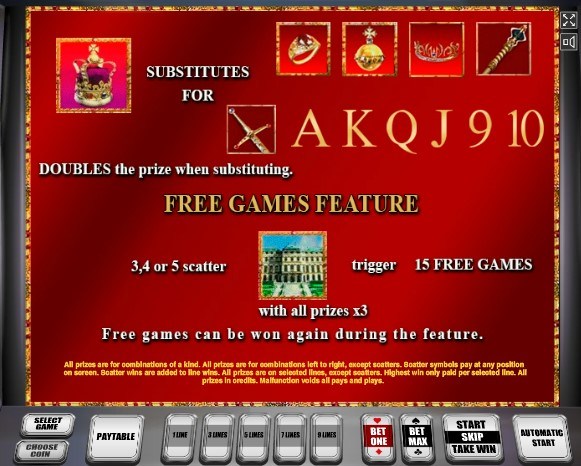 SUBSTITUTES
FOR
A K Q J 9 10
DOUBLES the prize when substituting.
FREE GAMES FEATURE
3,4 or 5 scatter
trigger
15 FREE GAMES
with all prizes x3
Free games can be won again during the feature.
All prizes are for combinations of a kind. All prizes are for combinations left to right, except scatters. Scatter symbols pay at any position
on screen. Scatter wins are added to line wins. All prizes are on selected lines, except scatters. Highest win only paid per selected line. All
prizes in credits. Malfunction voids all pays and plays.
SELECT
GAME
CHOOSE
COIN
PAYTABLE
1 LINE
3 LINES
5 LINES
7 LINES
9 LINES
BET
ONE
BET
MAX
START
SKIP
TAKE WIN
AUTOMATIC
START